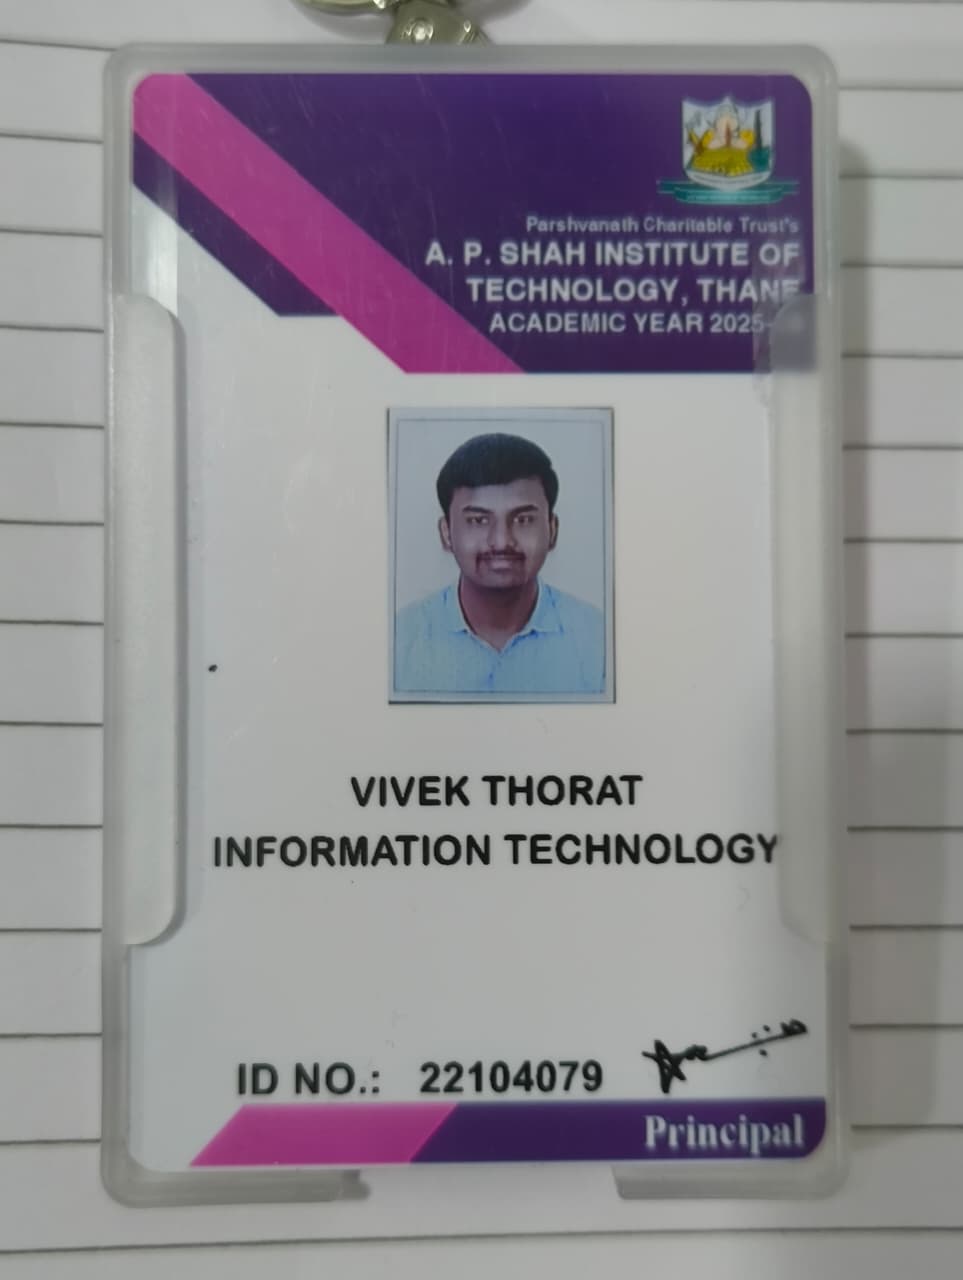 Parshvanath Charitable Trust's
A. P. SHAH INSTITUTE OF
TECHNOLOGY, THANE
ACADEMIC YEAR 2025-
VIVEK THORAT
INFORMATION TECHNOLOGY
ID NO.: 22104079
Principal